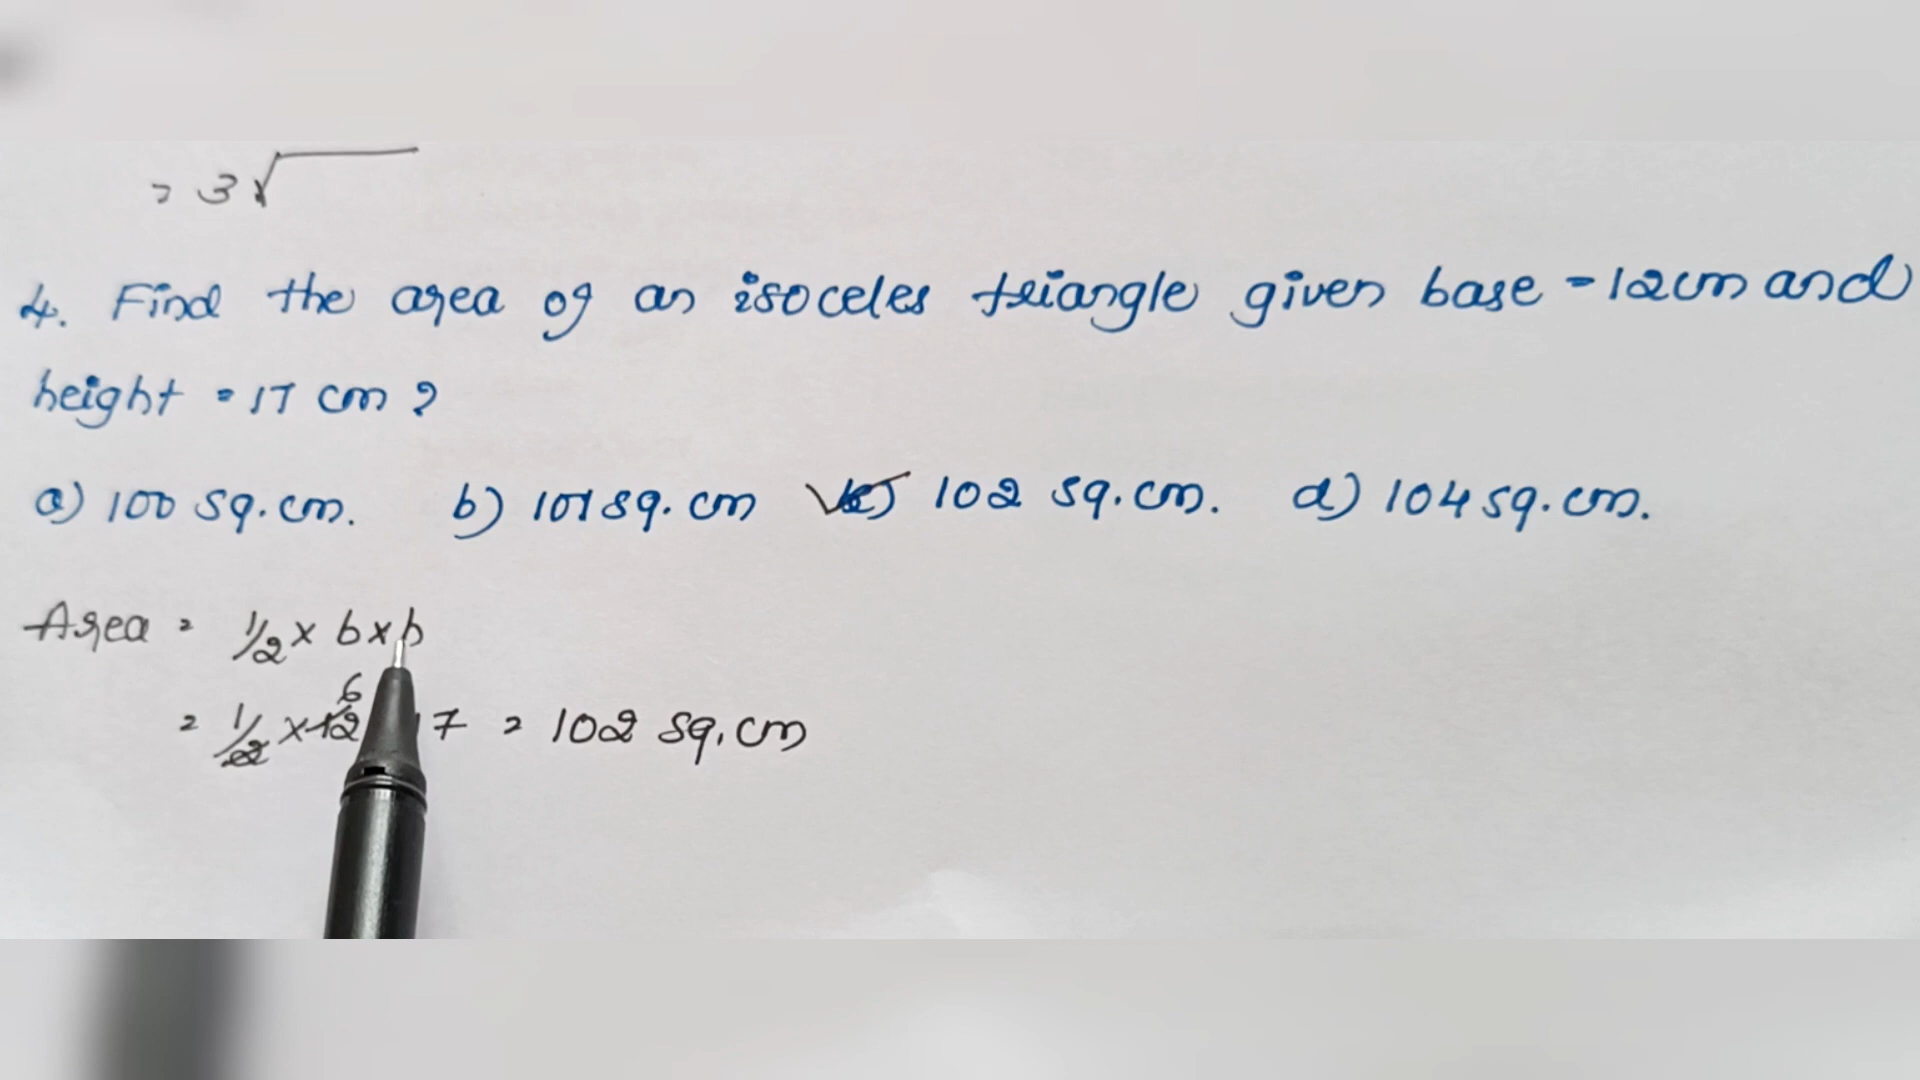 = 3√
4. Find the area of an isoceles triangle given base = 12cm and
height = 17 cm ?
a) 100 sq.cm. b) 101 sq.cm c) 102 sq.cm. d) 104 sq.cm.
Area = 1/2 × b × h
= 1/2 × 12 6 17 = 102 sq.cm